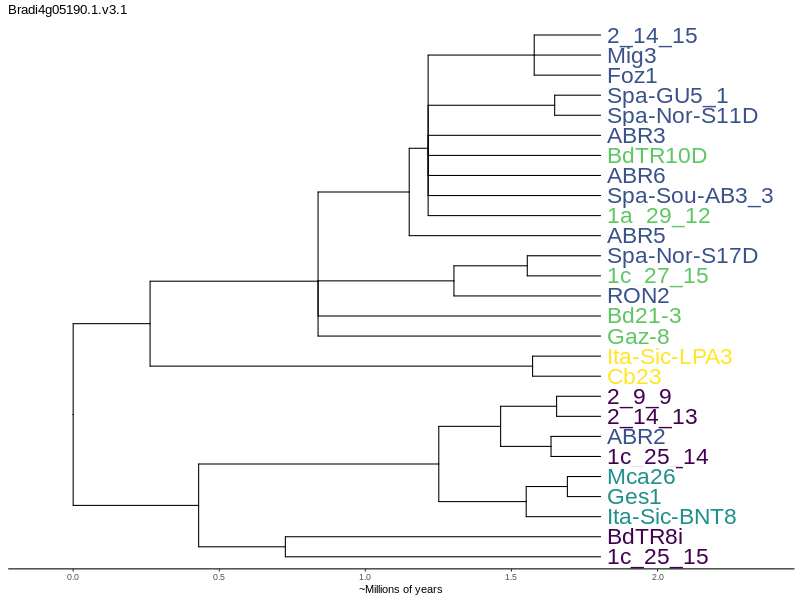 Bradi4g05190.1.v3.1
2_14_15
Mig3
Foz1
Spa-GU5_1
Spa-Nor-S11D
ABR3
BdTR10D
ABR6
Spa-Sou-AB3_3
1a_29_12
ABR5
Spa-Nor-S17D
1c_27_15
RON2
Bd21-3
Gaz-8
Ita-Sic-LPA3
Cb23
2_9_9
2_14_13
ABR2
1c_25_14
Mca26
Ges1
Ita-Sic-BNT8
BdTR8i
1c_25_15
0.0 0.5 1.0 1.5 2.0
~Millions of years